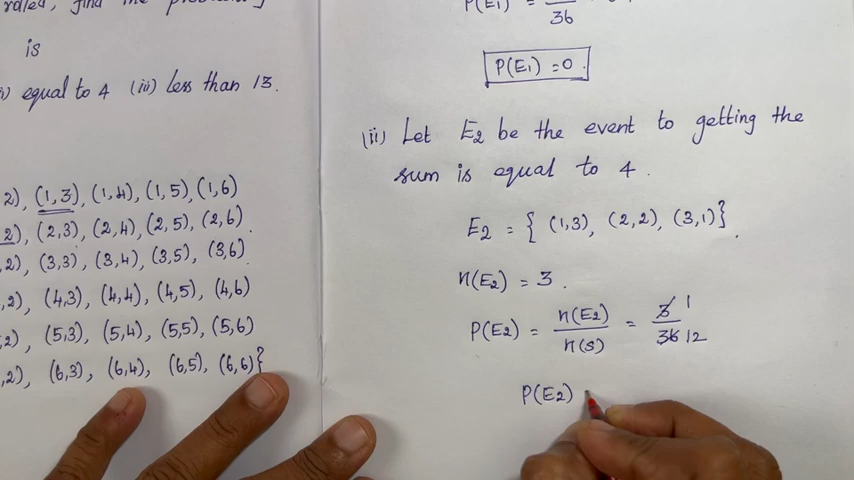 find the
is
equal to 4 (iii) Less than 13.
2), (1,3), (1,4), (1,5), (1,6)
2), (2,3), (2,4), (2,5), (2,6)
,2), (3,3), (3,4), (3,5), (3,6)
,2), (4,3), (4,4), (4,5), (4,6)
,2), (5,3), (5,4), (5,5), (5,6)
,2), (6,3), (6,4), (6,5), (6,6)}
P(E1) =
36
P(E1) = 0.
(ii) Let E2 be the event to getting the
sum is equal to 4.
E2 = { (1,3), (2,2), (3,1)}.
n(E2) = 3.
P(E2) = n(E2) / n(S) = 3 1 / 36 12
P(E2)